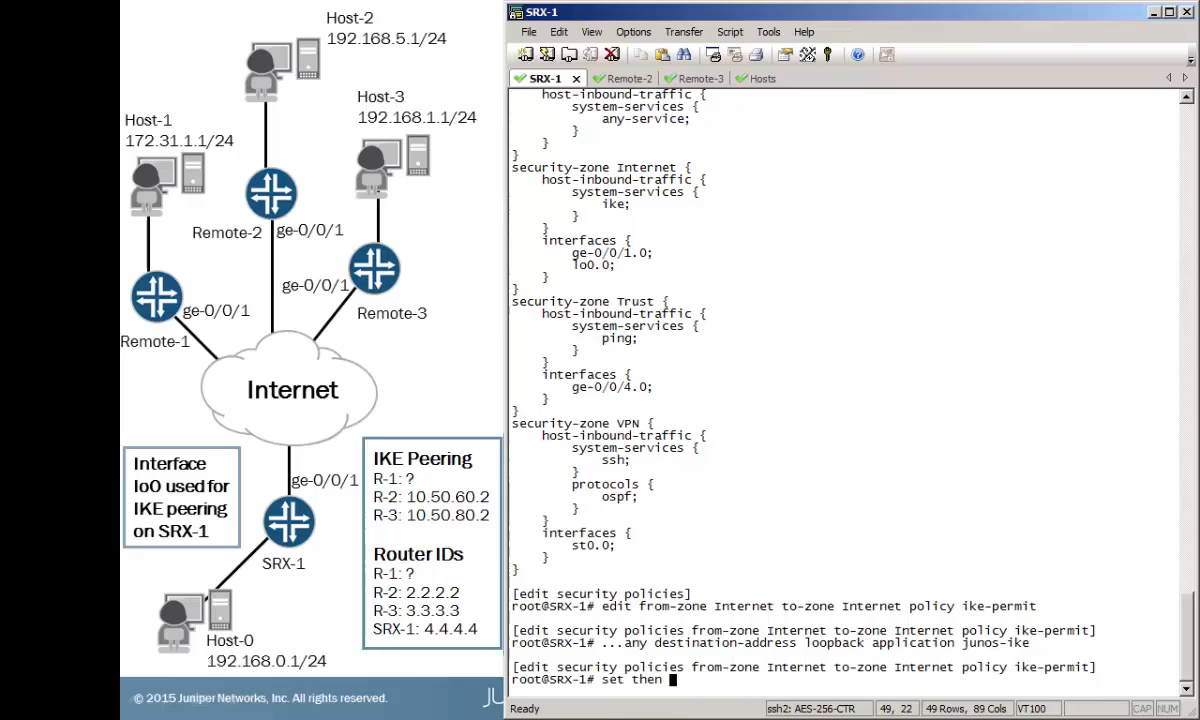 Host-2
192.168.5.1/24
Host-3
192.168.1.1/24
Host-1
172.31.1.1/24
Remote-2
ge-0/0/1
ge-0/0/1
ge-0/0/1
Remote-3
Remote-1
Internet
Interface
lo0 used for
IKE peering
on SRX-1
ge-0/0/1
IKE Peering
R-1: ?
R-2: 10.50.60.2
R-3: 10.50.80.2
Router IDs
R-1: ?
R-2: 2.2.2.2
R-3: 3.3.3.3
SRX-1: 4.4.4.4
SRX-1
Host-0
192.168.0.1/24
© 2015 Juniper Networks, Inc. All rights reserved.
JU
SRX-1
File Edit View Options Transfer Script Tools Help
SRX-1 Remote-2 Remote-3 Hosts
host-inbound-traffic {
system-services {
any-service;
}
}
}
security-zone Internet {
host-inbound-traffic {
system-services {
ike;
}
}
interfaces {
ge-0/0/1.0;
lo0.0;
}
}
security-zone Trust {
host-inbound-traffic {
system-services {
ping;
}
}
interfaces {
ge-0/0/4.0;
}
}
security-zone VPN {
host-inbound-traffic {
system-services {
ssh;
}
protocols {
ospf;
}
}
interfaces {
st0.0;
}
}
[edit security policies]
root@SRX-1# edit from-zone Internet to-zone Internet policy ike-permit
[edit security policies from-zone Internet to-zone Internet policy ike-permit]
root@SRX-1# ...any destination-address loopback application junos-ike
[edit security policies from-zone Internet to-zone Internet policy ike-permit]
root@SRX-1# set then
Ready ssh2: AES-256-CTR 49, 22 49 Rows, 89 Cols VT100 CAP NUM